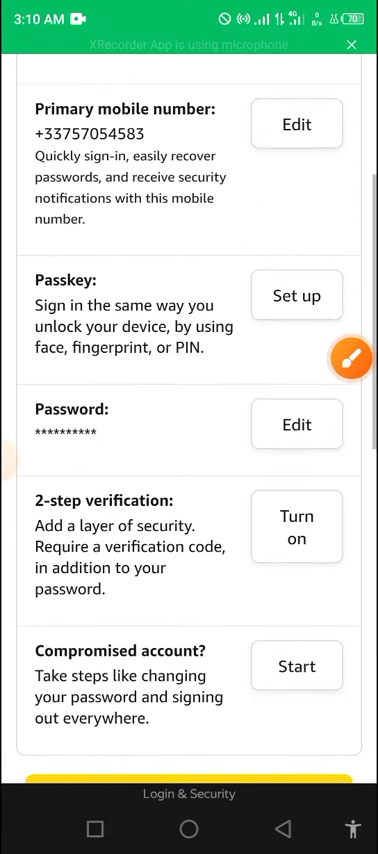 3:10 AM
4G
0
B/s
70
XRecorder App is using microphone
Primary mobile number:
+33757054583
Quickly sign-in, easily recover
passwords, and receive security
notifications with this mobile
number.
Edit
Passkey:
Sign in the same way you
unlock your device, by using
face, fingerprint, or PIN.
Set up
Password:
**********
Edit
2-step verification:
Add a layer of security.
Require a verification code,
in addition to your
password.
Turn
on
Compromised account?
Take steps like changing
your password and signing
out everywhere.
Start
Login & Security